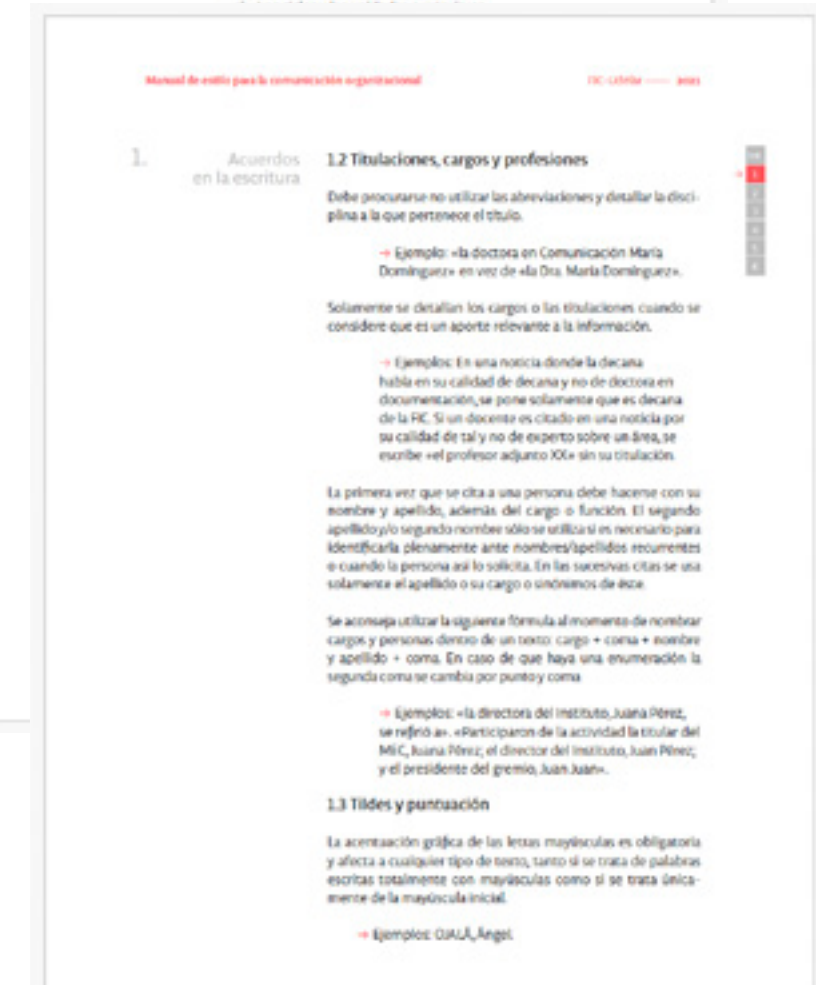 Manual de estilo para la comunicación organizacional
FIC-Udelar —— 2021
1.
Acuerdos
en la escritura
1.2 Titulaciones, cargos y profesiones
Debe procurarse no utilizar las abreviaciones y detallar la disci-
plina a la que pertenece el título.
→ Ejemplo: «la doctora en Comunicación María
Domínguez» en vez de «la Dra. María Domínguez».
Solamente se detallan los cargos o las titulaciones cuando se
considere que es un aporte relevante a la información.
→ Ejemplos: En una noticia donde la decana
habla en su calidad de decana y no de doctora en
documentación, se pone solamente que es decana
de la FIC. Si un docente es citado en una noticia por
su calidad de tal y no de experto sobre un área, se
escribe «el profesor adjunto XX» sin su titulación.
La primera vez que se cita a una persona debe hacerse con su
nombre y apellido, además del cargo o función. El segundo
apellido y/o segundo nombre sólo se utiliza si es necesario para
identificarla plenamente ante nombres/apellidos recurrentes
o cuando la persona así lo solicita. En las sucesivas citas se usa
solamente el apellido o su cargo o sinónimos de éste.
Se aconseja utilizar la siguiente fórmula al momento de nombrar
cargos y personas dentro de un texto: cargo + coma + nombre
y apellido + coma. En caso de que haya una enumeración la
segunda coma se cambia por punto y coma
→ Ejemplos: «la directora del Instituto, Juana Pérez,
se refirió a». «Participaron de la actividad la titular del
MEC, Juana Pérez; el director del Instituto, Juan Pérez;
y el presidente del gremio, Juan Juan».
1.3 Tildes y puntuación
La acentuación gráfica de las letras mayúsculas es obligatoria
y afecta a cualquier tipo de texto, tanto si se trata de palabras
escritas totalmente con mayúsculas como si se trata única-
mente de la mayúscula inicial.
→ Ejemplos: OJALÁ, Ángel.